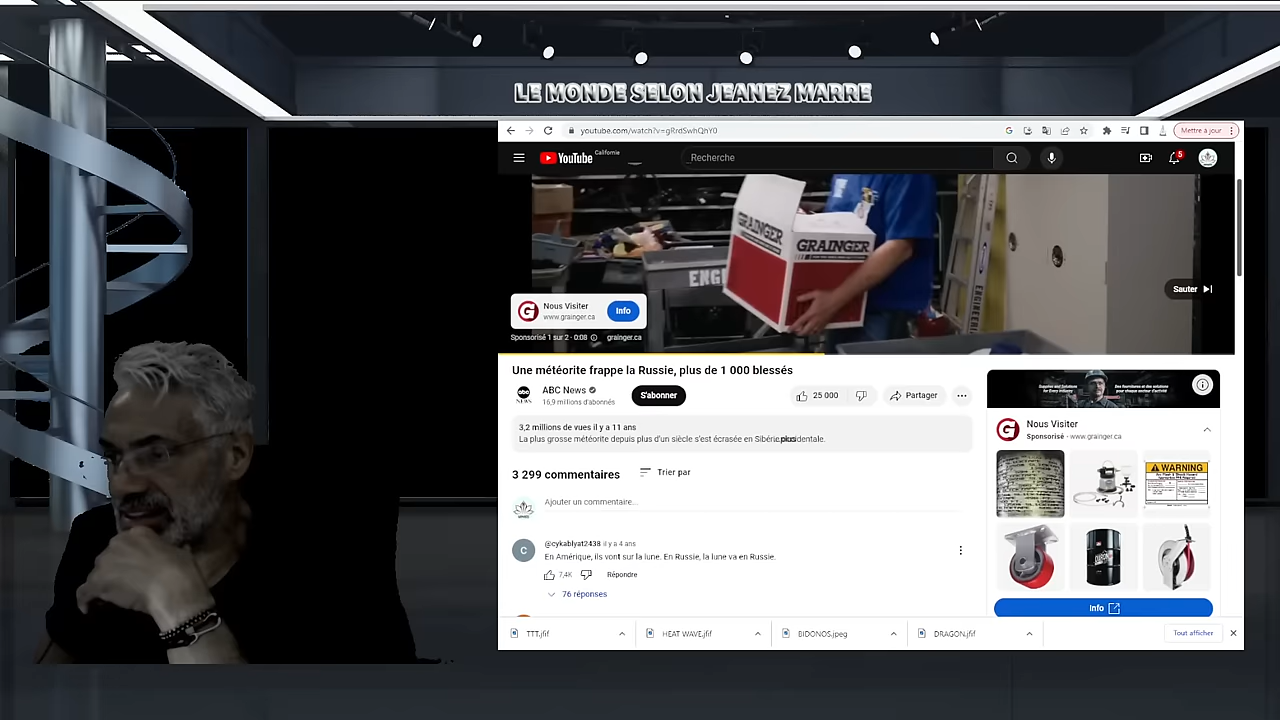 LE MONDE SELON JEANEZ MARRE
youtube.com/watch?v=gRrdSwhQhY0
Mettre à jour
YouTube
Californie
Recherche
5
GRAINGER
GRAINGER
Sauter
Nous Visiter
www.grainger.ca
Info
Sponsorisé 1 sur 2 · 0:08
grainger.ca
Une météorite frappe la Russie, plus de 1 000 blessés
abc
NEWS
ABC News
16,9 millions d'abonnés
S'abonner
25 000
Partager
3,2 millions de vues il y a 11 ans
La plus grosse météorite depuis plus d'un siècle s'est écrasée en Sibérie
plus
3 299 commentaires
Trier par
Ajouter un commentaire...
C
@cykablyat2438 il y a 4 ans
En Amérique, ils vont sur la lune. En Russie, la lune va en Russie.
7,4K
Répondre
76 réponses
Nous Visiter
Sponsorisé · www.grainger.ca
WARNING
Info
TTT.jfif
HEAT WAVE.jfif
BIDONOS.jpeg
DRAGON.jfif
Tout afficher